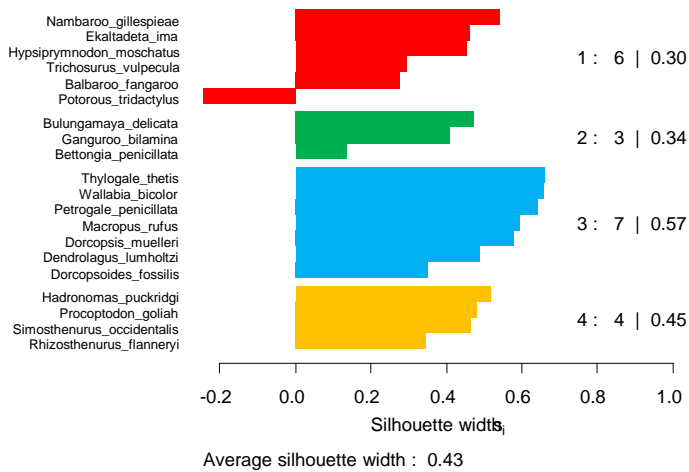 Nambaroo_gillespieae
Ekaltadeta_ima
Hypsiprymnodon_moschatus
Trichosurus_vulpecula
Balbaroo_fangaroo
Potorous_tridactylus
1 : 6 | 0.30
Bulungamaya_delicata
Ganguroo_bilamina
Bettongia_penicillata
2 : 3 | 0.34
Thylogale_thetis
Wallabia_bicolor
Petrogale_penicillata
Macropus_rufus
Dorcopsis_muelleri
Dendrolagus_lumholtzi
Dorcopsoides_fossilis
3 : 7 | 0.57
Hadronomas_puckridgi
Procoptodon_goliah
Simosthenurus_occidentalis
Rhizosthenurus_flanneryi
4 : 4 | 0.45
-0.2 0.0 0.2 0.4 0.6 0.8 1.0
Silhouette width si
Average silhouette width : 0.43